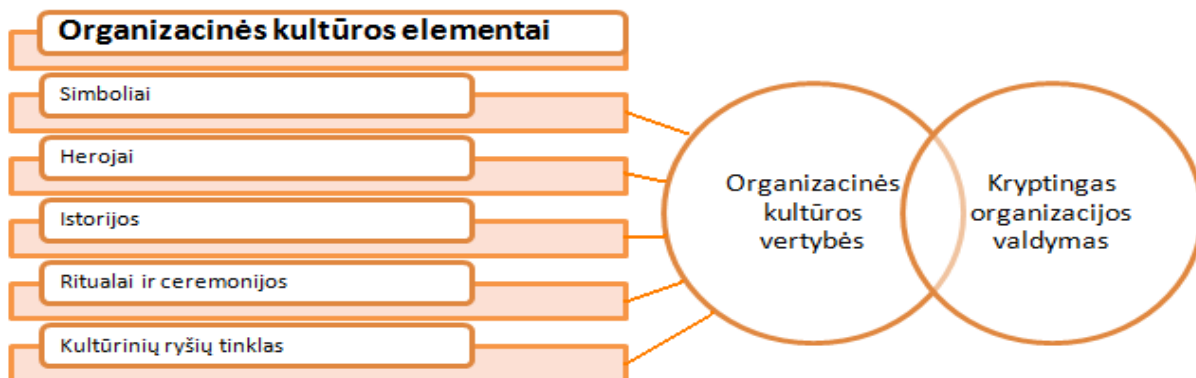 Organizacinės kultūros elementai
Simboliai
Herojai
Istorijos
Ritualai ir ceremonijos
Kultūrinių ryšių tinklas
Organizacinės
kultūros
vertybės
Kryptingas
organizacijos
valdymas